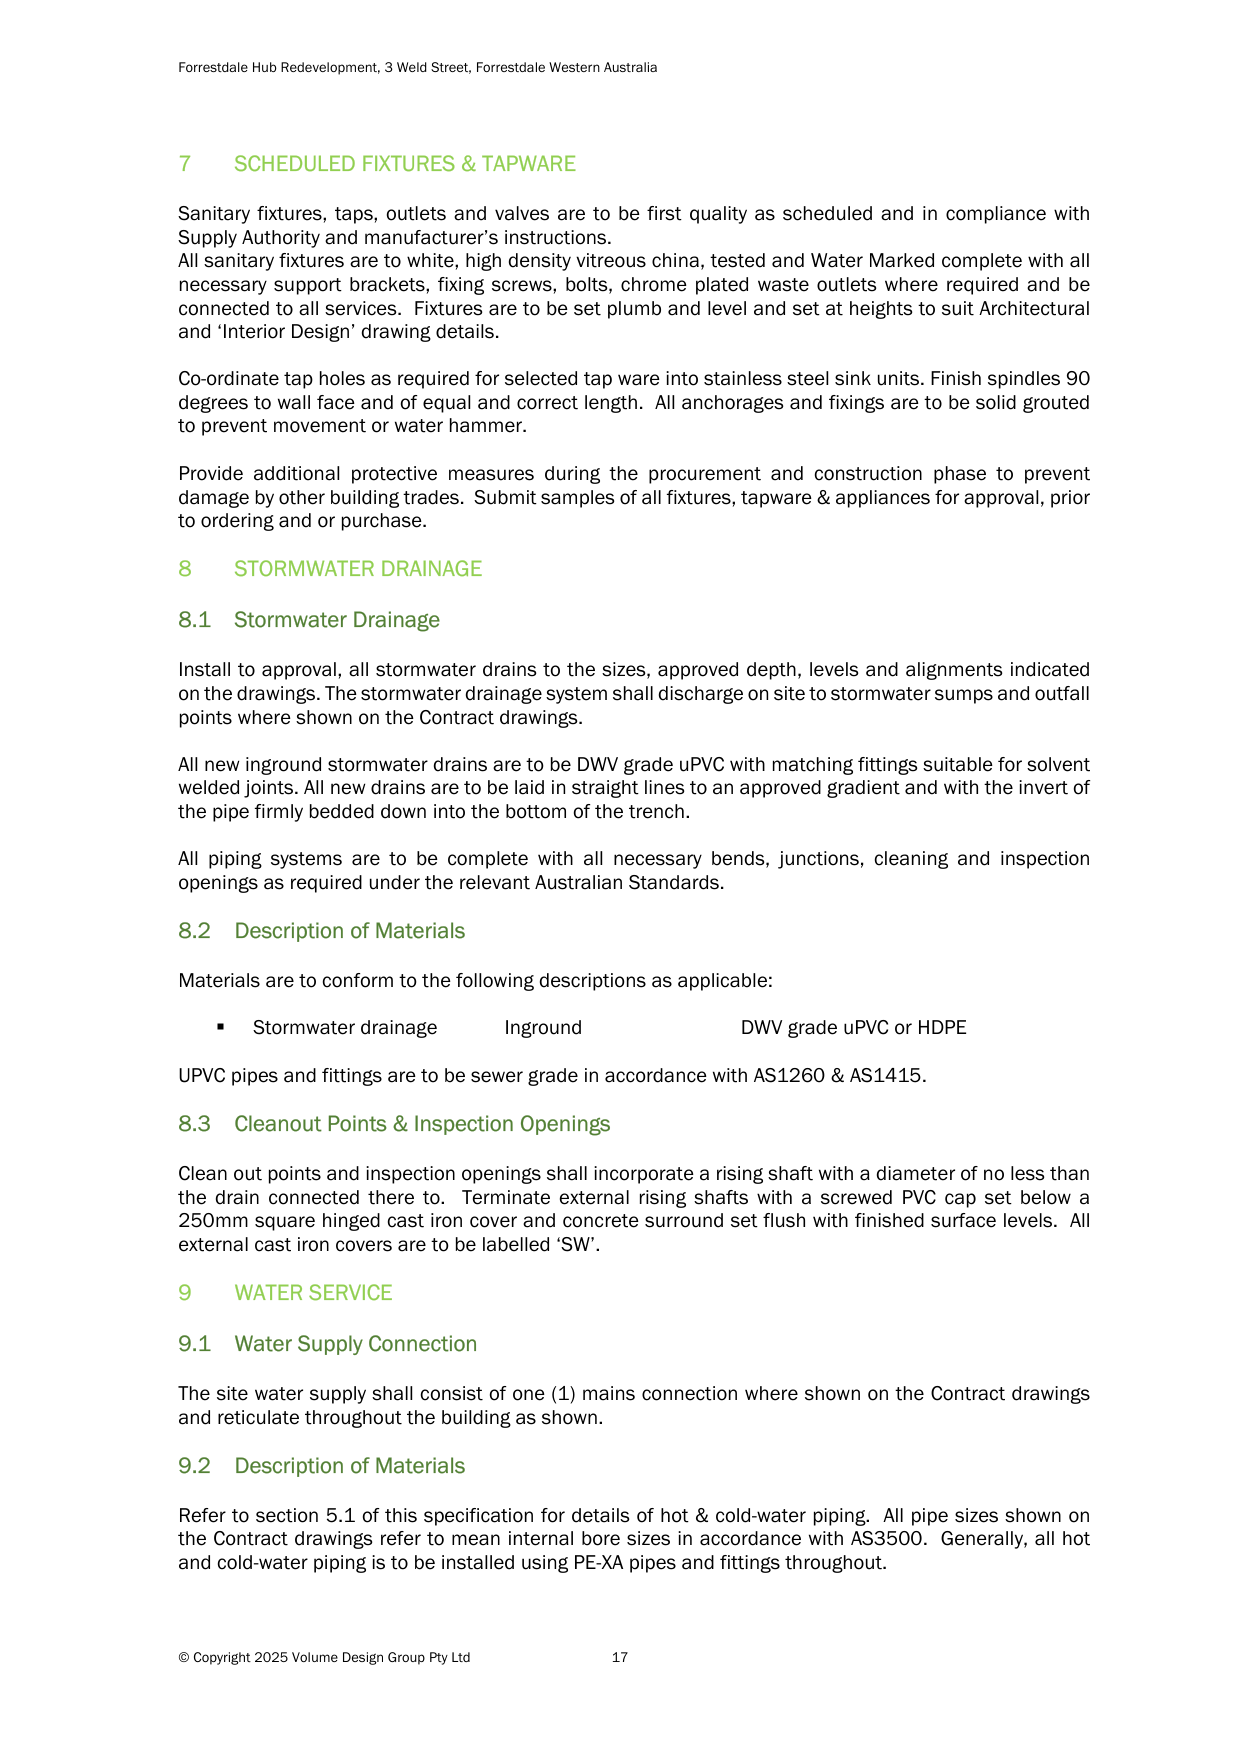 Forrestdale Hub Redevelopment, 3 Weld Street, Forrestdale Western Australia
7 SCHEDULED FIXTURES & TAPWARE
Sanitary fixtures, taps, outlets and valves are to be first quality as scheduled and in compliance with
Supply Authority and manufacturer’s instructions.
All sanitary fixtures are to white, high density vitreous china, tested and Water Marked complete with all
necessary support brackets, fixing screws, bolts, chrome plated waste outlets where required and be
connected to all services. Fixtures are to be set plumb and level and set at heights to suit Architectural
and ‘Interior Design’ drawing details.
Co-ordinate tap holes as required for selected tap ware into stainless steel sink units. Finish spindles 90
degrees to wall face and of equal and correct length. All anchorages and fixings are to be solid grouted
to prevent movement or water hammer.
Provide additional protective measures during the procurement and construction phase to prevent
damage by other building trades. Submit samples of all fixtures, tapware & appliances for approval, prior
to ordering and or purchase.
8 STORMWATER DRAINAGE
8.1 Stormwater Drainage
Install to approval, all stormwater drains to the sizes, approved depth, levels and alignments indicated
on the drawings. The stormwater drainage system shall discharge on site to stormwater sumps and outfall
points where shown on the Contract drawings.
All new inground stormwater drains are to be DWV grade uPVC with matching fittings suitable for solvent
welded joints. All new drains are to be laid in straight lines to an approved gradient and with the invert of
the pipe firmly bedded down into the bottom of the trench.
All piping systems are to be complete with all necessary bends, junctions, cleaning and inspection
openings as required under the relevant Australian Standards.
8.2 Description of Materials
Materials are to conform to the following descriptions as applicable:
▪ Stormwater drainage Inground DWV grade uPVC or HDPE
UPVC pipes and fittings are to be sewer grade in accordance with AS1260 & AS1415.
8.3 Cleanout Points & Inspection Openings
Clean out points and inspection openings shall incorporate a rising shaft with a diameter of no less than
the drain connected there to. Terminate external rising shafts with a screwed PVC cap set below a
250mm square hinged cast iron cover and concrete surround set flush with finished surface levels. All
external cast iron covers are to be labelled ‘SW’.
9 WATER SERVICE
9.1 Water Supply Connection
The site water supply shall consist of one (1) mains connection where shown on the Contract drawings
and reticulate throughout the building as shown.
9.2 Description of Materials
Refer to section 5.1 of this specification for details of hot & cold-water piping. All pipe sizes shown on
the Contract drawings refer to mean internal bore sizes in accordance with AS3500. Generally, all hot
and cold-water piping is to be installed using PE-XA pipes and fittings throughout.
© Copyright 2025 Volume Design Group Pty Ltd 17